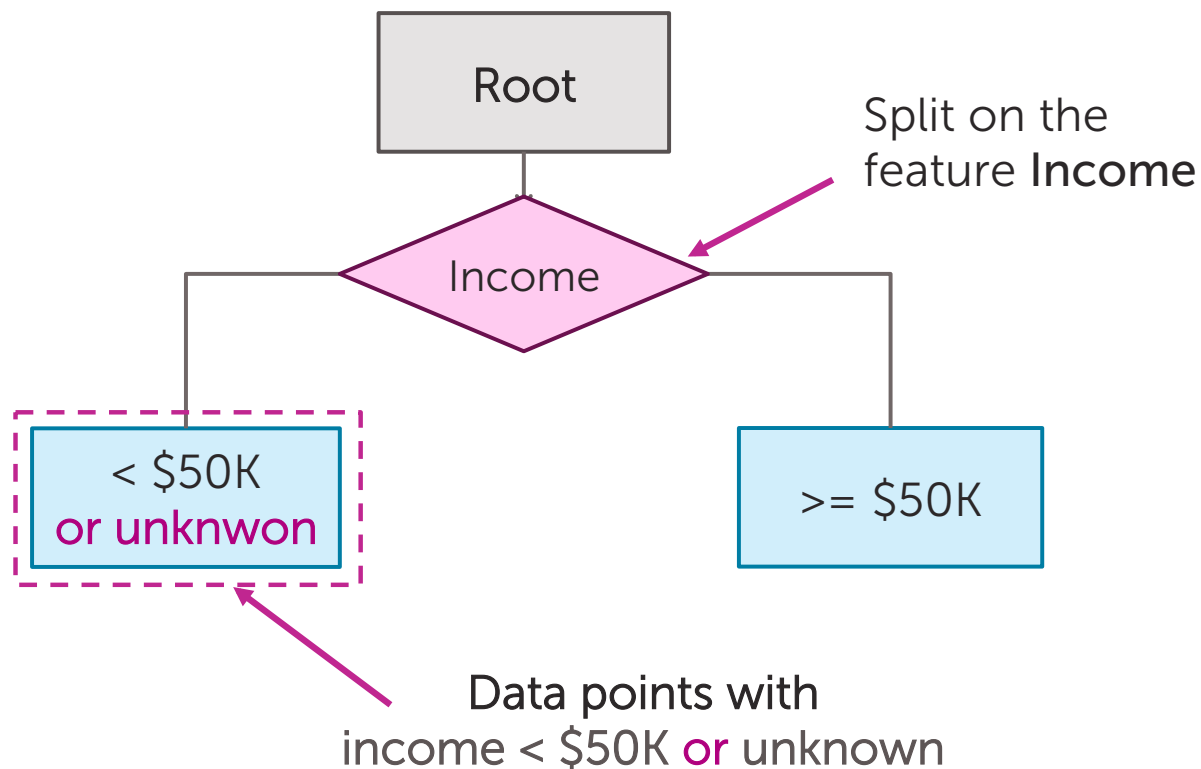 Root
Split on the
feature Income
Income
< $50K
or unknwon
>= $50K
Data points with
income < $50K or unknown